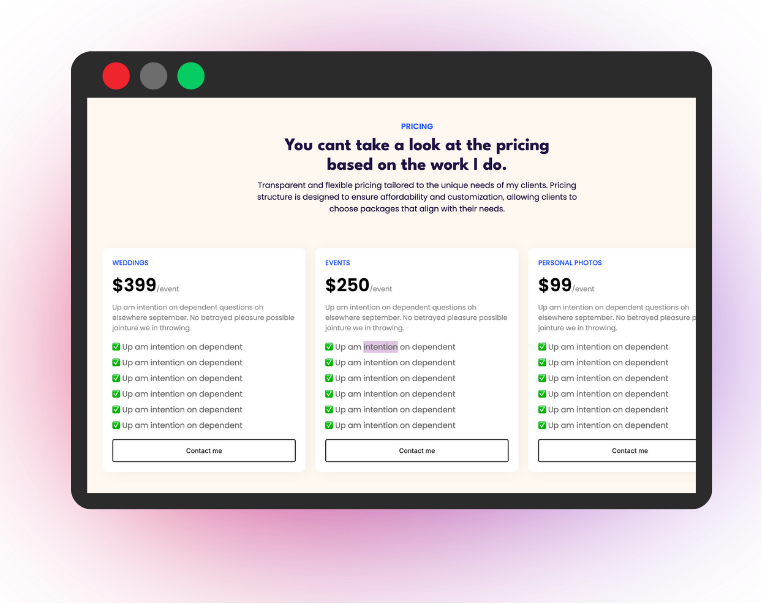 PRICING
You cant take a look at the pricing
based on the work I do.
Transparent and flexible pricing tailored to the unique needs of my clients. Pricing
structure is designed to ensure affordability and customization, allowing clients to
choose packages that align with their needs.
WEDDINGS
$399/event
Up am intention on dependent questions oh
elsewhere september. No betrayed pleasure possible
jointure we in throwing.
✅ Up am intention on dependent
✅ Up am intention on dependent
✅ Up am intention on dependent
✅ Up am intention on dependent
✅ Up am intention on dependent
✅ Up am intention on dependent
Contact me
EVENTS
$250/event
Up am intention on dependent questions oh
elsewhere september. No betrayed pleasure possible
jointure we in throwing.
✅ Up am intention on dependent
✅ Up am intention on dependent
✅ Up am intention on dependent
✅ Up am intention on dependent
✅ Up am intention on dependent
✅ Up am intention on dependent
Contact me
PERSONAL PHOTOS
$99/event
Up am intention on dependent questions oh
elsewhere september. No betrayed pleasure
jointure we in throwing.
✅ Up am intention on dependent
✅ Up am intention on dependent
✅ Up am intention on dependent
✅ Up am intention on dependent
✅ Up am intention on dependent
✅ Up am intention on dependent
Contact me